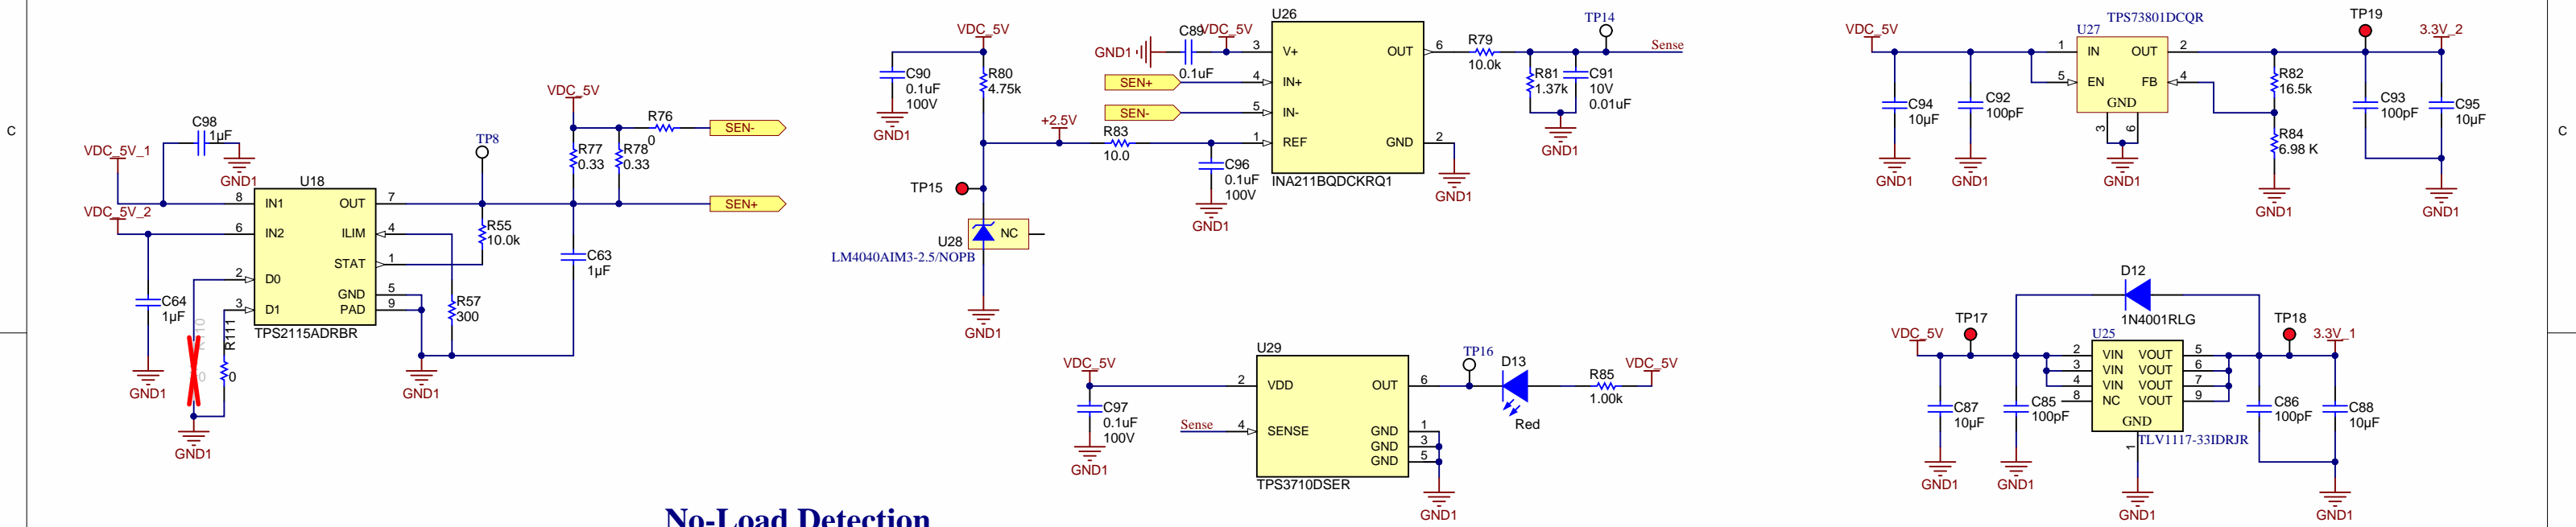 C
VDC_5V_1
C98
1µF
GND1
VDC_5V_2
U18
8
IN1
OUT
7
6
IN2
ILIM
4
STAT
1
2
D0
GND
5
3
D1
PAD
9
TPS2115ADRBR
C64
1µF
GND1
R111
0
0
GND1
TP8
R55
10.0k
R57
300
GND1
VDC_5V
R77
0.33
R78
0.33
R76
0
SEN-
SEN+
C63
1µF
VDC_5V
C90
0.1uF
100V
GND1
R80
4.75k
+2.5V
TP15
U28
NC
LM4040AIM3-2.5/NOPB
GND1
R83
10.0
C96
0.1uF
100V
GND1
GND1
C89
0.1uF
VDC_5V
SEN+
SEN-
U26
3
V+
OUT
6
4
IN+
5
IN-
1
REF
GND
2
INA211BQDCKRQ1
GND1
R79
10.0k
TP14
Sense
R81
1.37k
C91
10V
0.01uF
GND1
VDC_5V
C97
0.1uF
100V
GND1
Sense
U29
2
VDD
OUT
6
4
SENSE
GND
1
GND
3
GND
5
TPS3710DSER
GND1
TP16
D13
Red
R85
1.00k
VDC_5V
VDC_5V
C94
10µF
GND1
C92
100pF
GND1
U27
TPS73801DCQR
1
IN
OUT
2
5
EN
FB
4
GND
3
6
GND1
R82
16.5k
R84
6.98 K
GND1
TP19
3.3V_2
C93
100pF
C95
10µF
GND1
D12
1N4001RLG
VDC_5V
TP17
C87
10µF
GND1
C85
100pF
GND1
U25
2
VIN
VOUT
5
3
VIN
VOUT
6
4
VIN
VOUT
7
8
NC
VOUT
9
GND
1
TLV1117-33IDRJR
GND1
TP18
3.3V_1
C86
100pF
C88
10µF
GND1
C
No-Load Detection